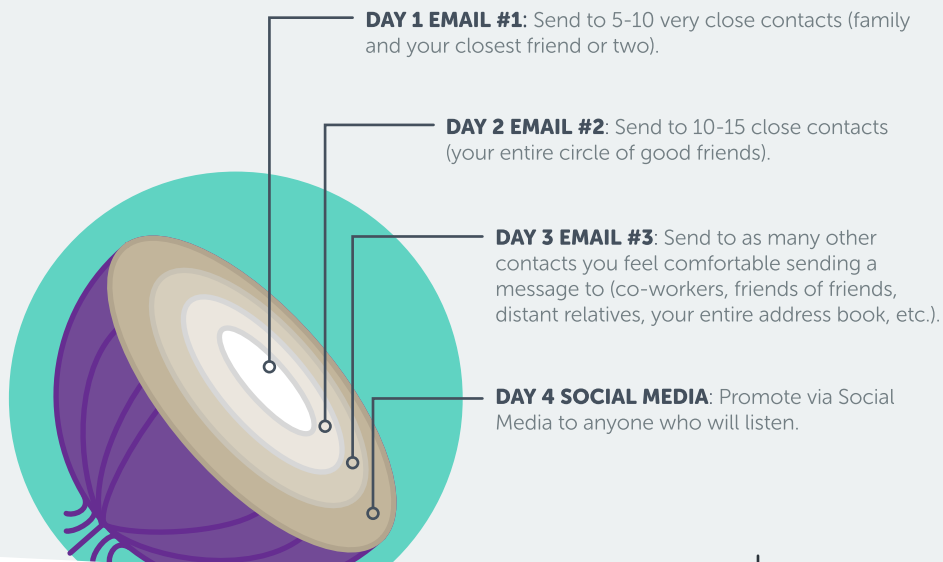 DAY 1 EMAIL #1: Send to 5-10 very close contacts (family
and your closest friend or two).
DAY 2 EMAIL #2: Send to 10-15 close contacts
(your entire circle of good friends).
DAY 3 EMAIL #3: Send to as many other
contacts you feel comfortable sending a
message to (co-workers, friends of friends,
distant relatives, your entire address book, etc.).
DAY 4 SOCIAL MEDIA: Promote via Social
Media to anyone who will listen.